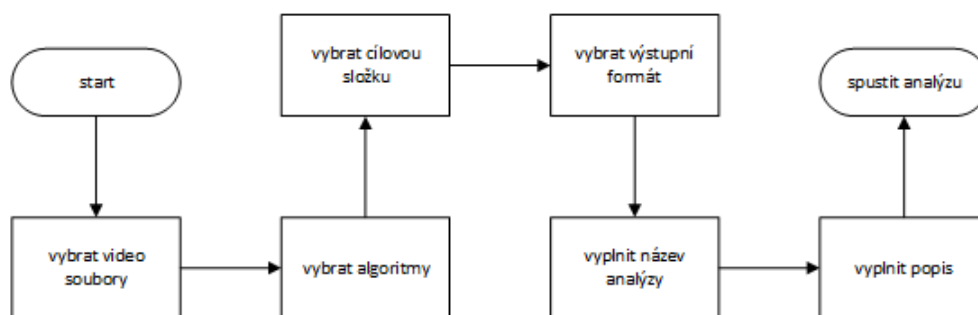 start
vybrat video
soubory
vybrat algoritmy
vybrat cílovou
složku
vybrat výstupní
formát
vyplnit název
analýzy
vyplnit popis
spustit analýzu